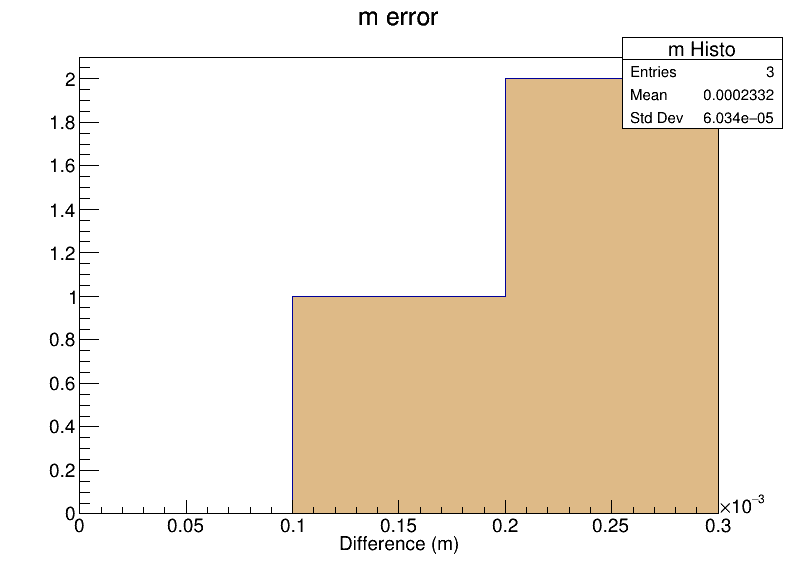 m error
m Histo
Entries 3
Mean 0.0002332
Std Dev 6.034e−05
2
1.8
1.6
1.4
1.2
1
0.8
0.6
0.4
0.2
0
0 0.05 0.1 0.15 0.2 0.25 0.3
×10⁻³
Difference (m)